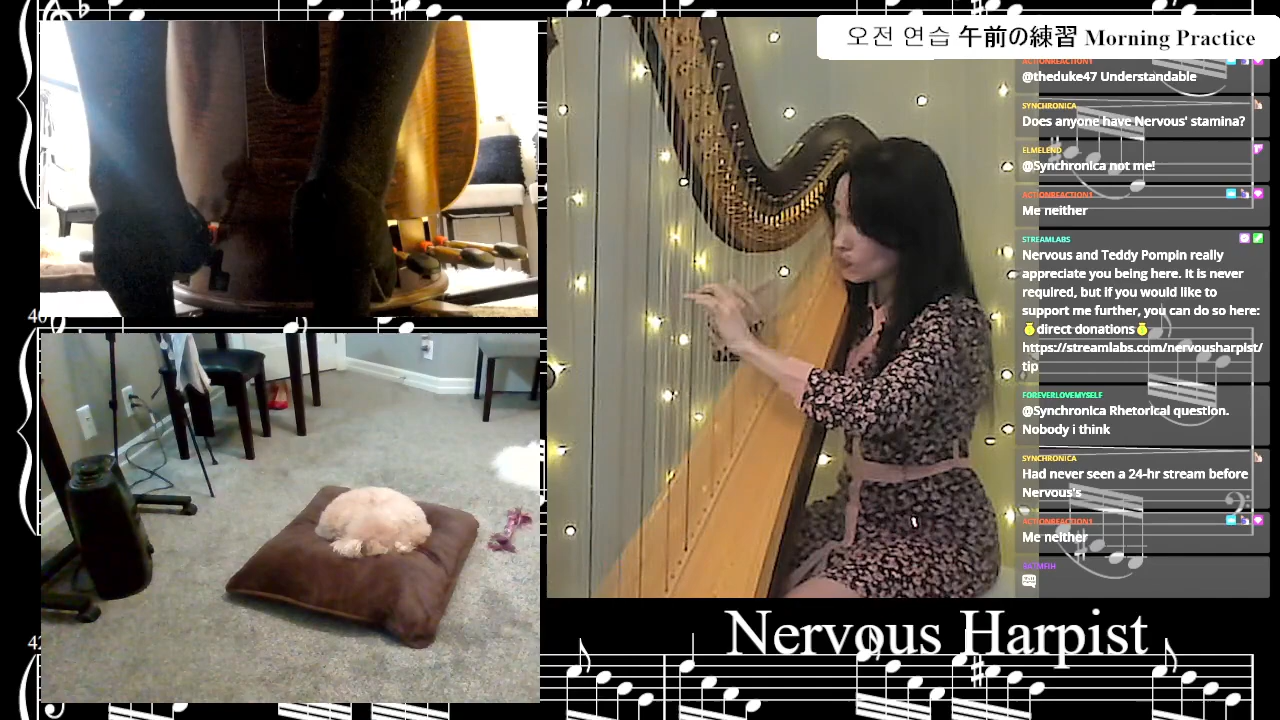 오전 연습 午前の練習 Morning Practice
ACTIONREACTION1
@theduke47 Understandable
SYNCHRONICA
Does anyone have Nervous' stamina?
ELMELEND
@Synchronica not me!
ACTIONREACTION1
Me neither
STREAMLABS
Nervous and Teddy Pompin really
appreciate you being here. It is never
required, but if you would like to
support me further, you can do so here:
💰direct donations💰
https://streamlabs.com/nervousharpist/
tip
FOREVERLOVEMYSELF
@Synchronica Rhetorical question.
Nobody i think
SYNCHRONICA
Had never seen a 24-hr stream before
Nervous's
ACTIONREACTION1
Me neither
Nervous Harpist